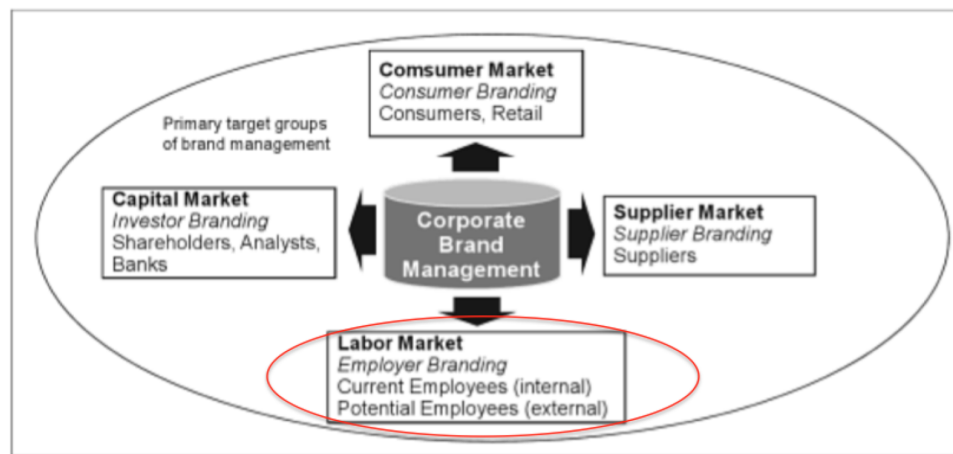 Comsumer Market
Consumer Branding
Consumers, Retail
Primary target groups
of brand management
Capital Market
Investor Branding
Shareholders, Analysts,
Banks
Corporate
Brand
Management
Supplier Market
Supplier Branding
Suppliers
Labor Market
Employer Branding
Current Employees (internal)
Potential Employees (external)